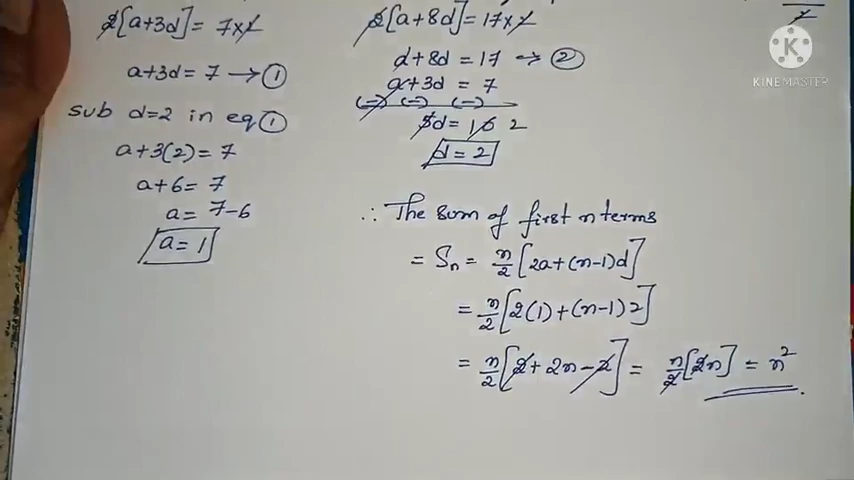 2[a+3d] = 7×2
a+3d = 7 → ①
sub d=2 in eq ①
a+3(2) = 7
a+6 = 7
a = 7-6
a = 1
2[a+8d] = 17×2
a+8d = 17 → ②
a+3d = 7
(-) (-) (-)
5d = 10 2
d = 2
∴ The sum of first n terms
= Sn = n/2 [2a+(n-1)d]
= n/2 [2(1)+(n-1)2]
= n/2 [2+2n-2] = n/2 [2n] = n²
KINEMASTER